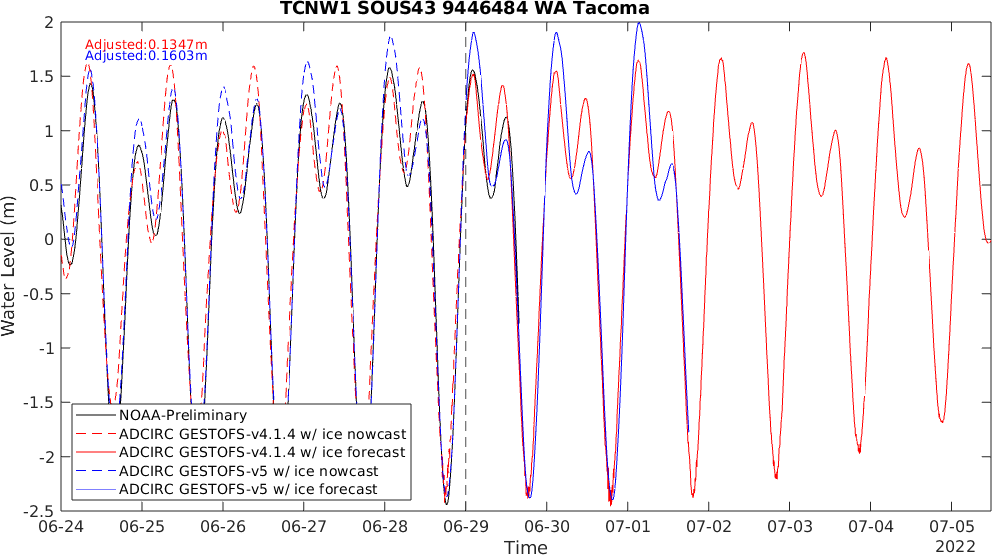 TCNW1 SOUS43 9446484 WA Tacoma
Adjusted:0.1347m
Adjusted:0.1603m
Water Level (m)
2
1.5
1
0.5
0
-0.5
-1
-1.5
-2
-2.5
NOAA-Preliminary
ADCIRC GESTOFS-v4.1.4 w/ ice nowcast
ADCIRC GESTOFS-v4.1.4 w/ ice forecast
ADCIRC GESTOFS-v5 w/ ice nowcast
ADCIRC GESTOFS-v5 w/ ice forecast
06-24 06-25 06-26 06-27 06-28 06-29 06-30 07-01 07-02 07-03 07-04 07-05
Time
2022